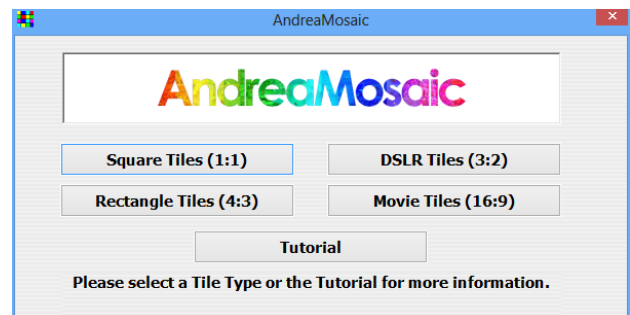 AndreaMosaic
AndreaMosaic
Square Tiles (1:1)
DSLR Tiles (3:2)
Rectangle Tiles (4:3)
Movie Tiles (16:9)
Tutorial
Please select a Tile Type or the Tutorial for more information.